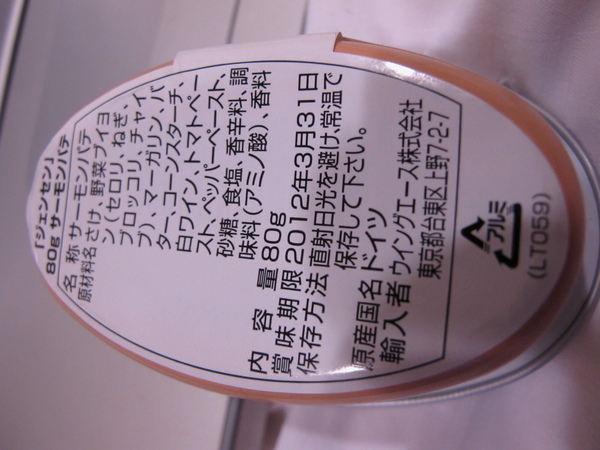 「ジェンセン」
80g サーモンパテ
名 称 サーモンパテ
原材料名 さけ、野菜ブイヨ
ン(セロリ、ねぎ、
ブロッコリ、チャイ
ブ)、マーガリン、バ
ター、コーンスターチ、
白ワイン、トマトペー
スト、ペッパーペースト、
砂糖、食塩、香辛料、調
味料(アミノ酸)、香料
内 容 量 80g
賞味期限 2012年3月31日
保存方法 直射日光を避け、常温で
保存して下さい。
原産国名 ドイツ
輸入者 ウイングエース株式会社
東京都台東区上野7-2-7
アルミ
(LT059)